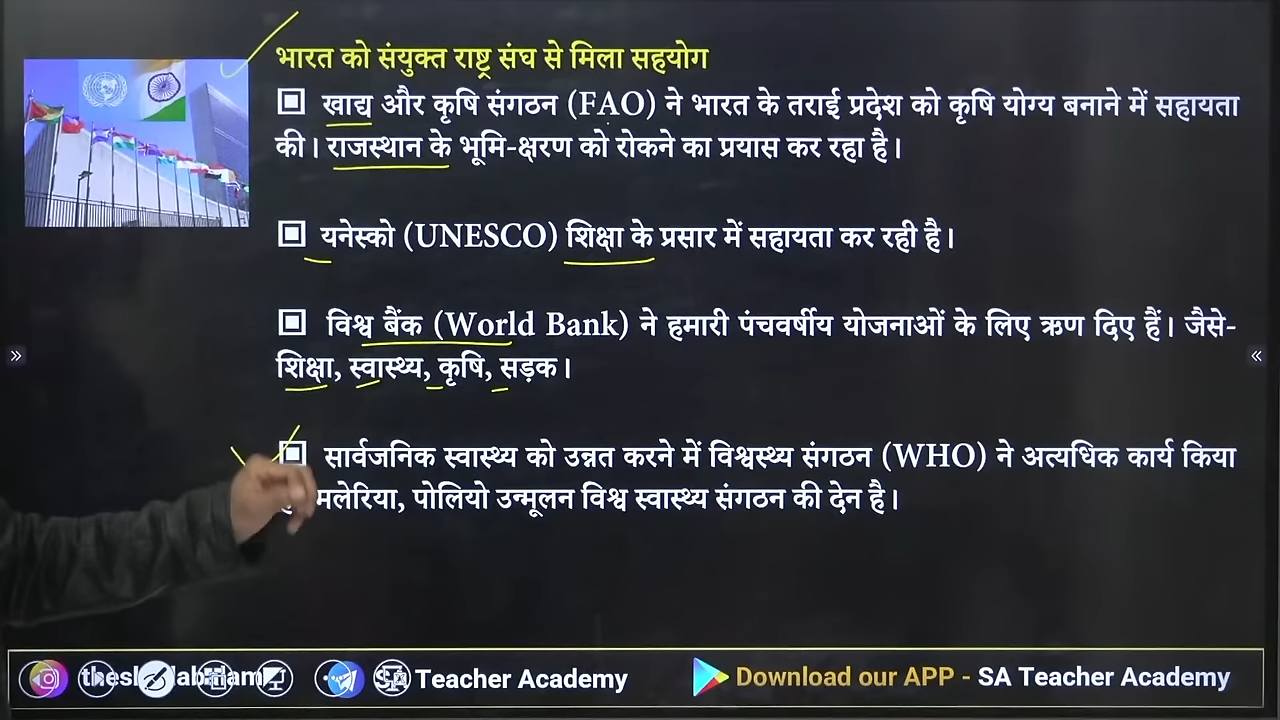 भारत को संयुक्त राष्ट्र संघ से मिला सहयोग
खाद्य और कृषि संगठन (FAO) ने भारत के तराई प्रदेश को कृषि योग्य बनाने में सहायता
की। राजस्थान के भूमि-क्षरण को रोकने का प्रयास कर रहा है।
यनेस्को (UNESCO) शिक्षा के प्रसार में सहायता कर रही है।
विश्व बैंक (World Bank) ने हमारी पंचवर्षीय योजनाओं के लिए ऋण दिए हैं। जैसे-
शिक्षा, स्वास्थ्य, कृषि, सड़क।
सार्वजनिक स्वास्थ्य को उन्नत करने में विश्वस्थ्य संगठन (WHO) ने अत्यधिक कार्य किया
मलेरिया, पोलियो उन्मूलन विश्व स्वास्थ्य संगठन की देन है।
Teacher Academy
Download our APP - SA Teacher Academy